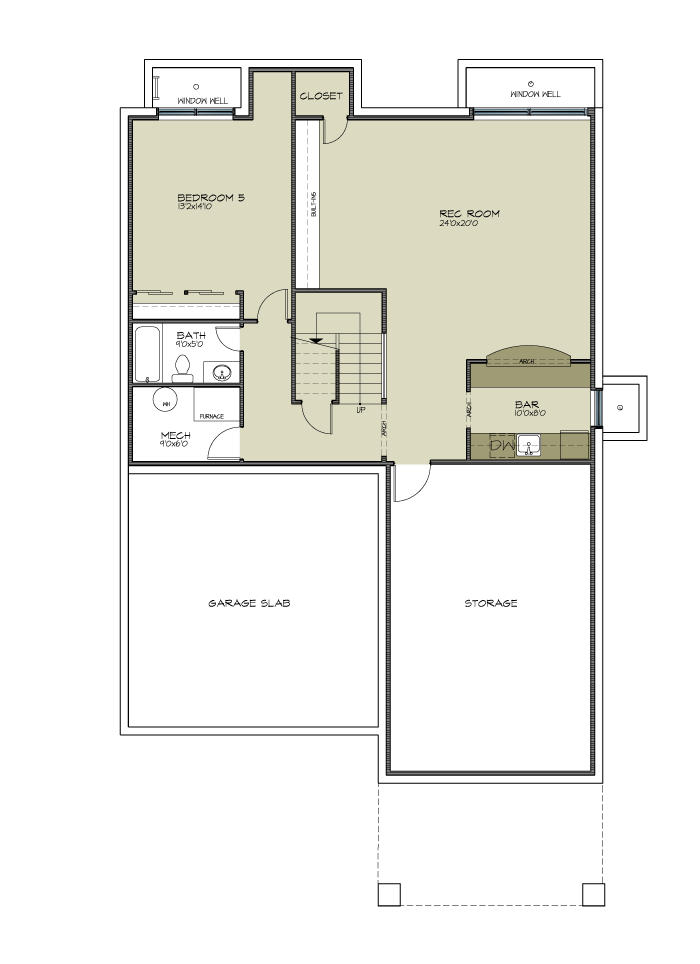 CLOSET
WINDOW WELL
WINDOW WELL
BEDROOM 5
13'2x14'10
BUILT-INS
REC ROOM
24'0x20'0
BATH
9'0x5'0
ARCH
WH
FURNACE
UP
ARCH
BAR
10'0x8'0
ARCH
MECH
9'0x6'0
DW
GARAGE SLAB
STORAGE